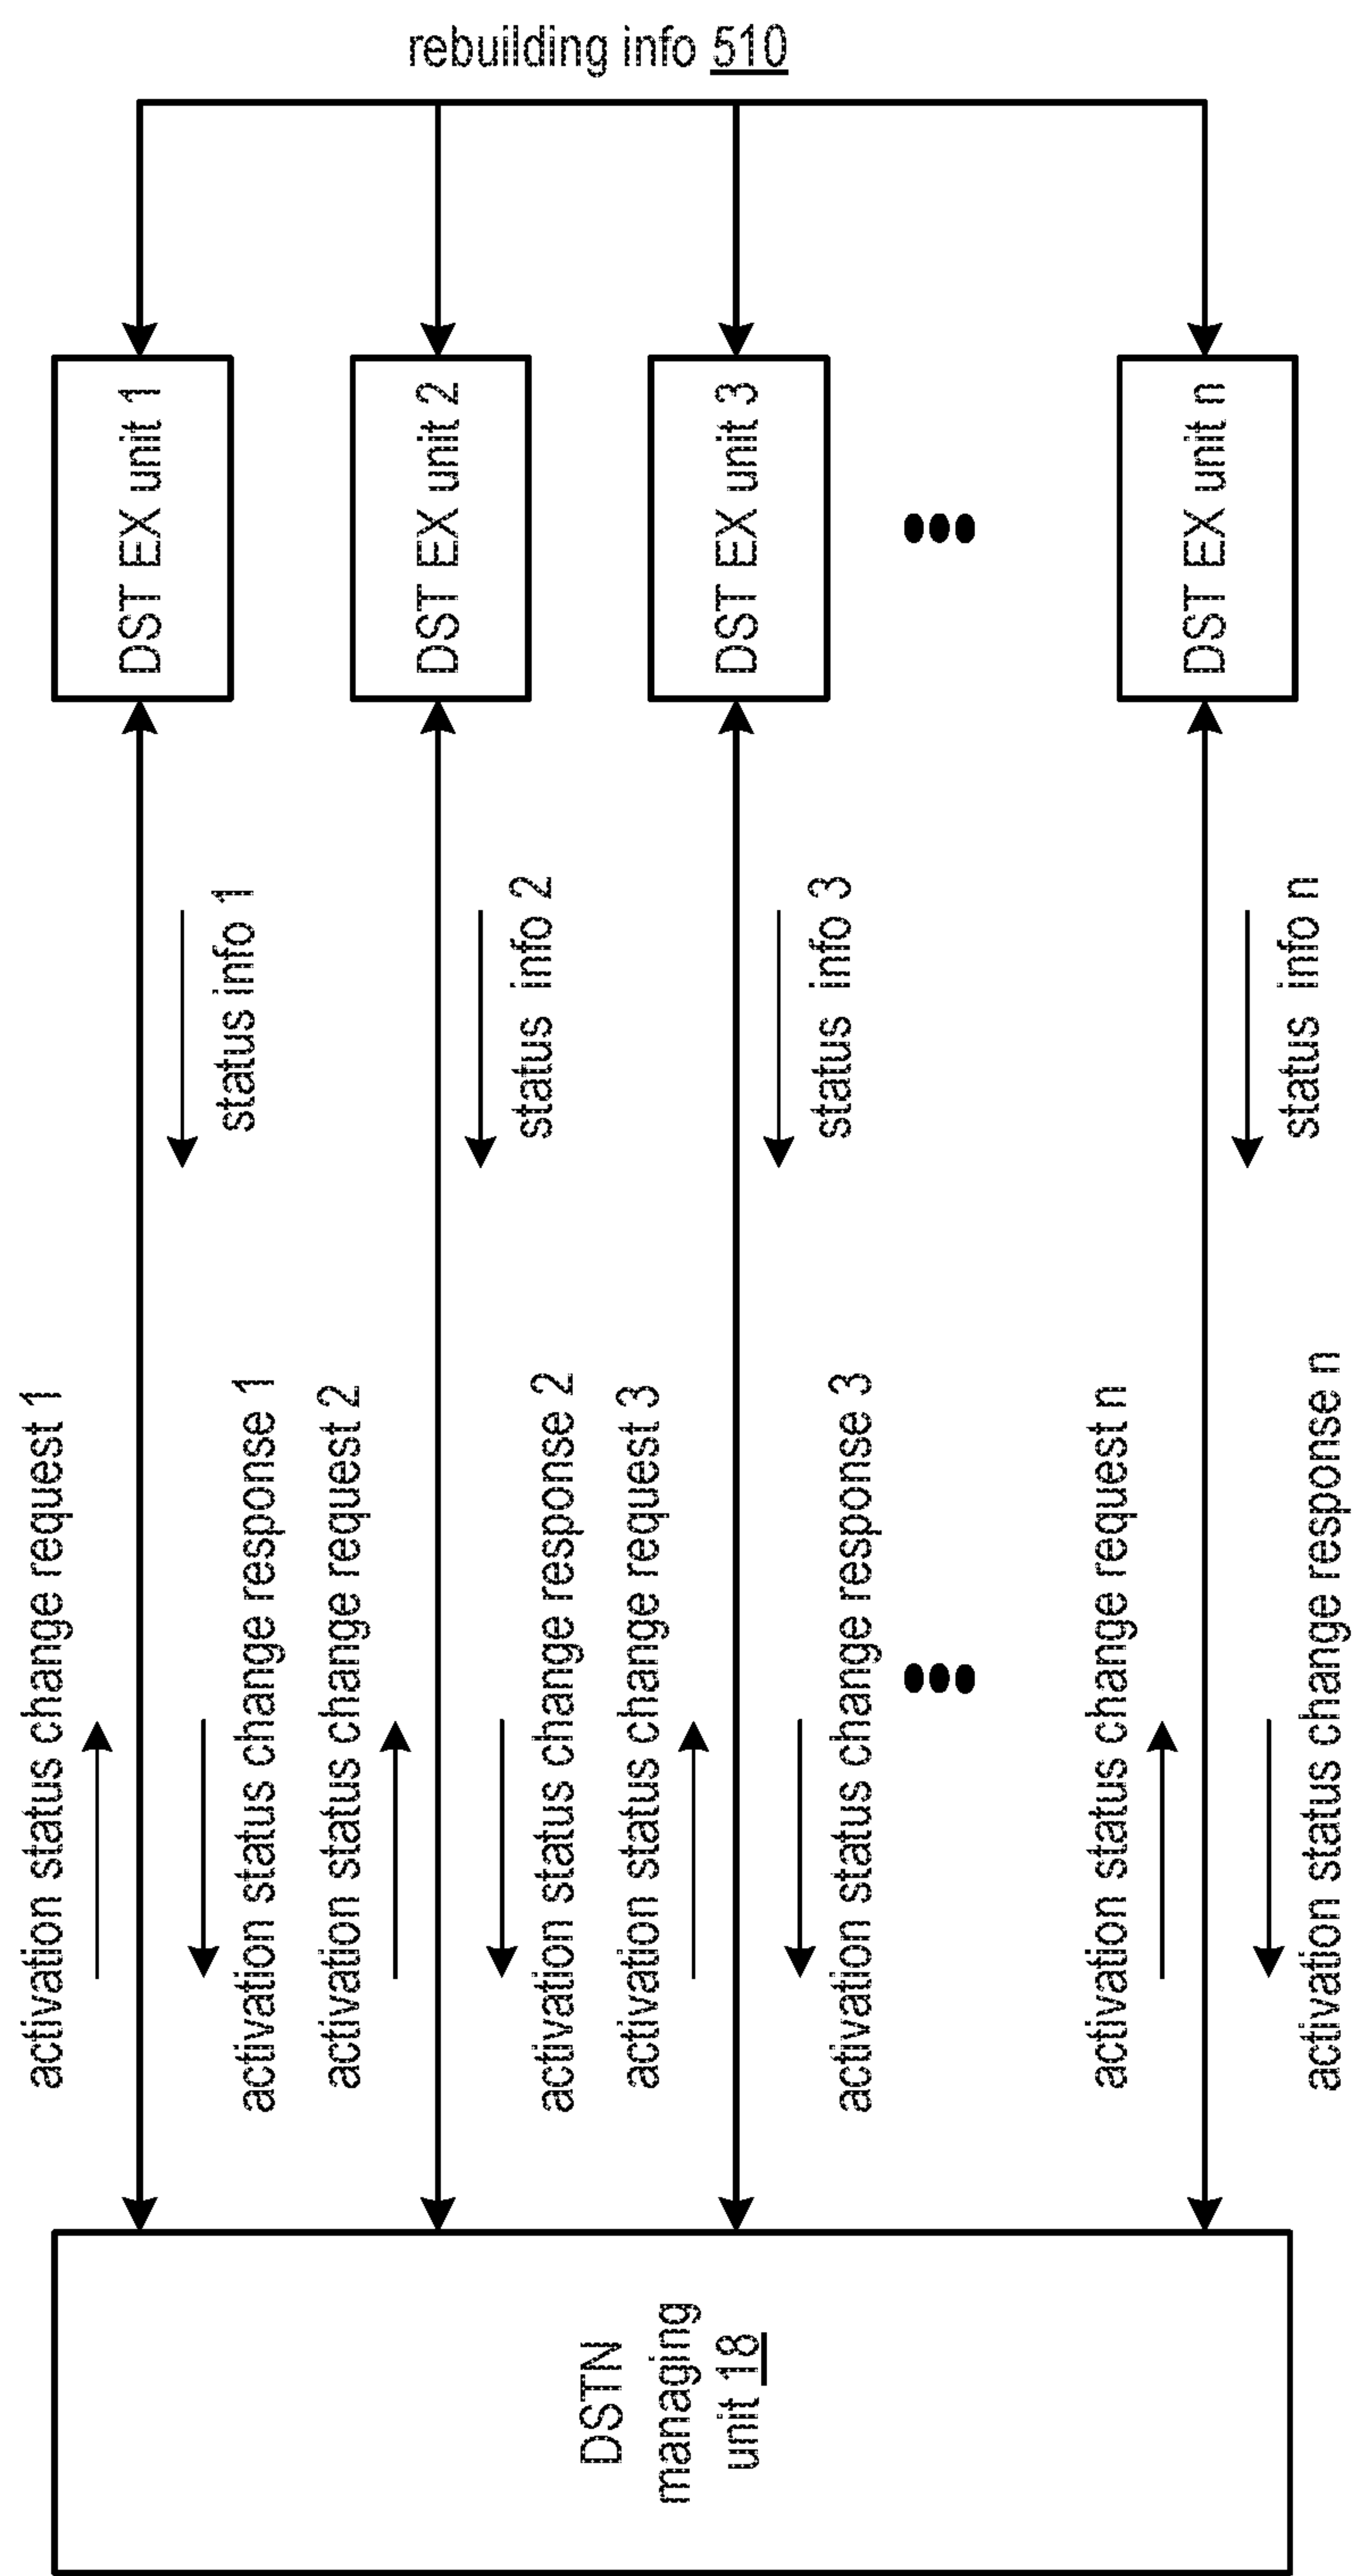 rebuilding info 510
DST EX unit 1
DST EX unit 2
DST EX unit 3
DST EX unit n
status info 1
status info 2
status info 3
status info n
activation status change request 1
activation status change response 1
activation status change request 2
activation status change response 2
activation status change request 3
activation status change response 3
activation status change request n
activation status change response n
DSTN
managing
unit 18